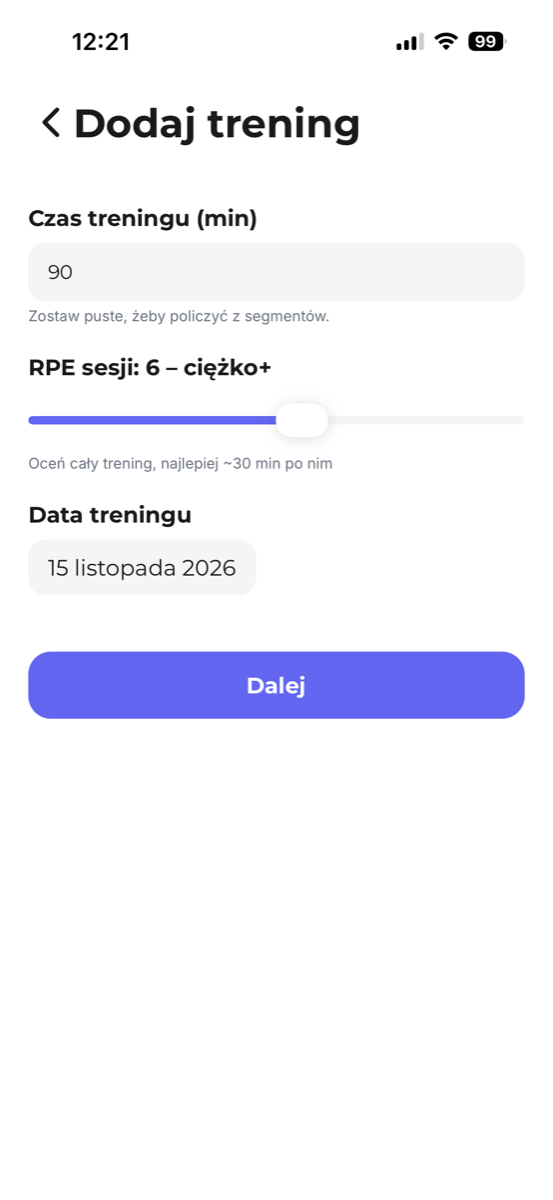 12:21
99
Dodaj trening
Czas treningu (min)
90
Zostaw puste, żeby policzyć z segmentów.
RPE sesji: 6 – ciężko+
Oceń cały trening, najlepiej ~30 min po nim
Data treningu
15 listopada 2026
Dalej